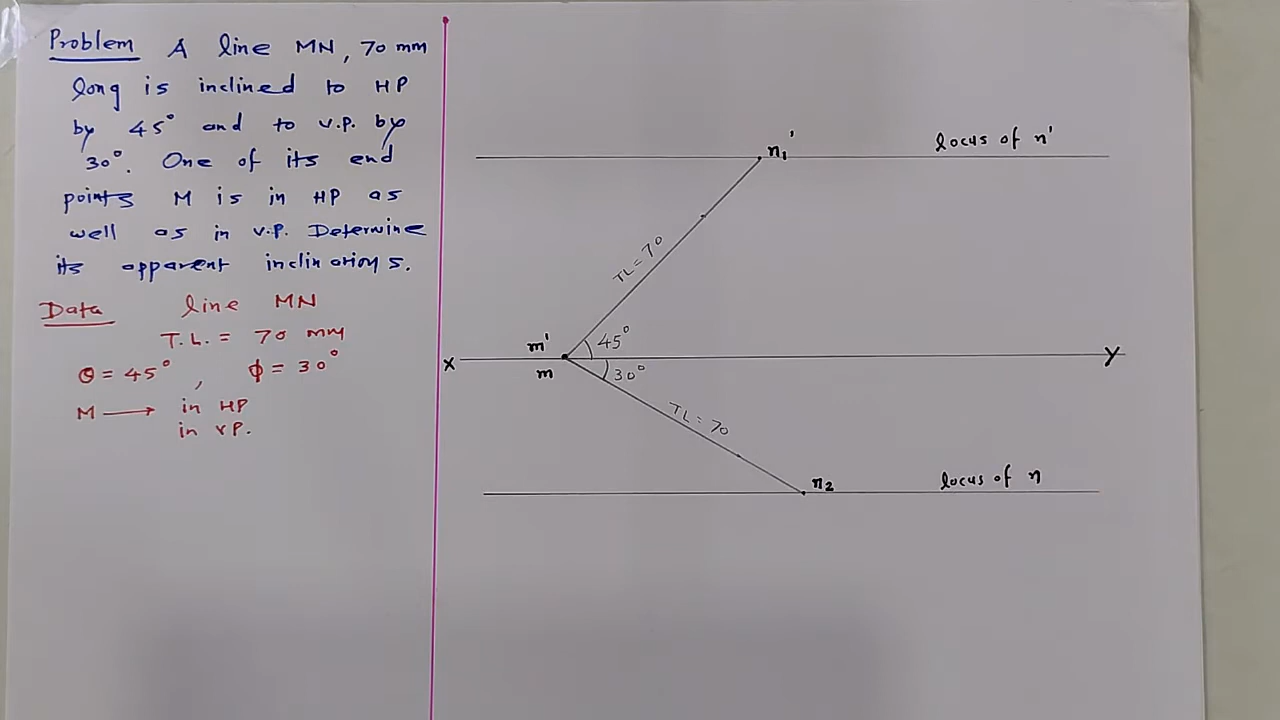 Problem A line MN, 70 mm
long is inclined to HP
by 45° and to V.P. by
30°. One of its end
points M is in HP as
well as in V.P. Determine
its apparent inclinations.
Data line MN
T.L. = 70 mm
θ = 45°, ϕ = 30°
M → in HP
in V.P.
n₁'
locus of n'
TL = 70
m'
45°
X
Y
m
30°
TL = 70
n₂
locus of n